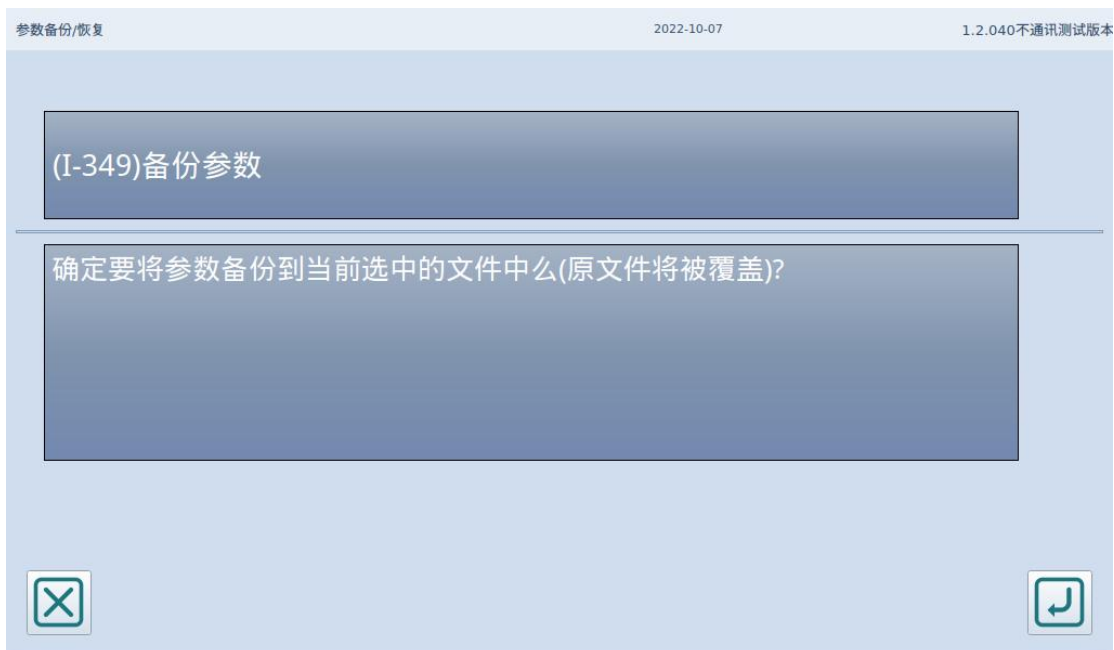 参数备份/恢复 2022-10-07 1.2.040不通讯测试版本
(I-349)备份参数
确定要将参数备份到当前选中的文件中么(原文件将被覆盖)?